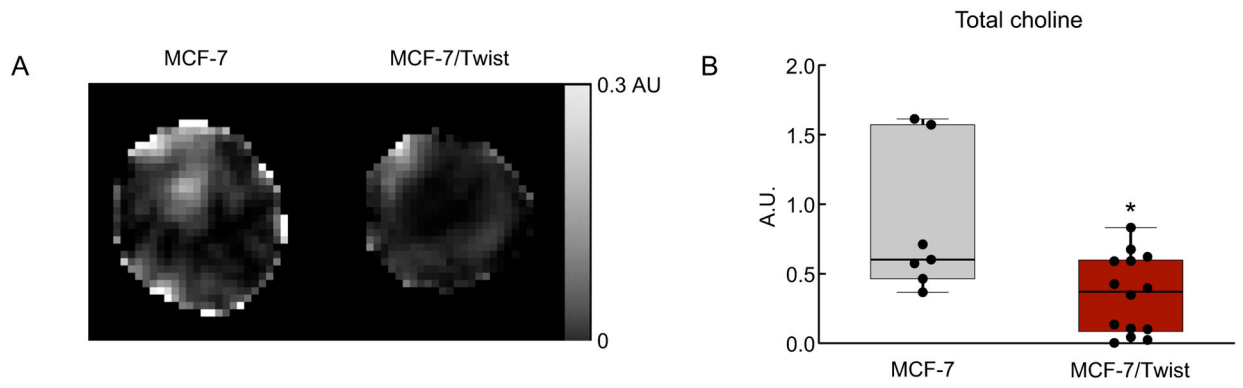 A
MCF-7
MCF-7/Twist
0.3 AU
0
Total choline
B
2.0
1.5
1.0
0.5
0.0
A.U.
*
MCF-7
MCF-7/Twist